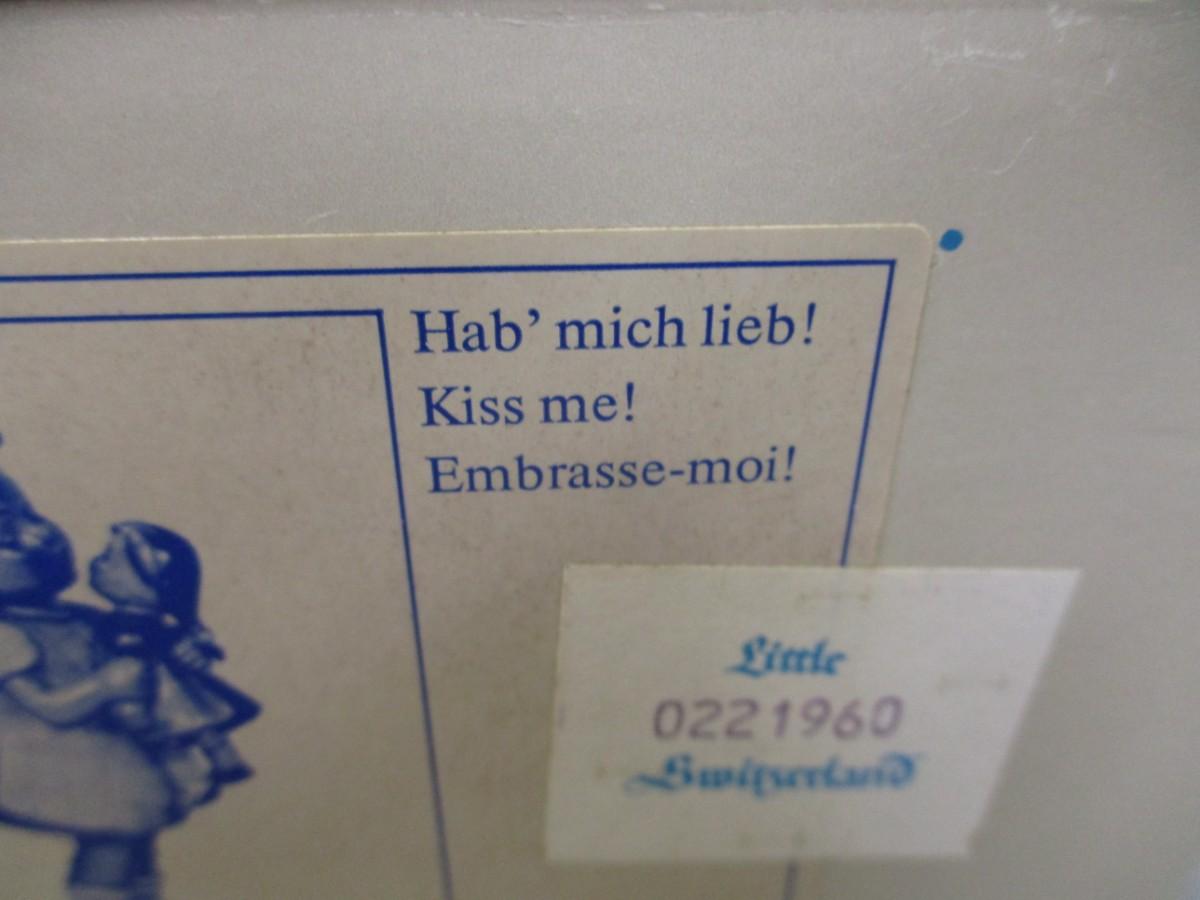 Hab’ mich lieb!
Kiss me!
Embrasse-moi!
Little
0221960
Switzerland